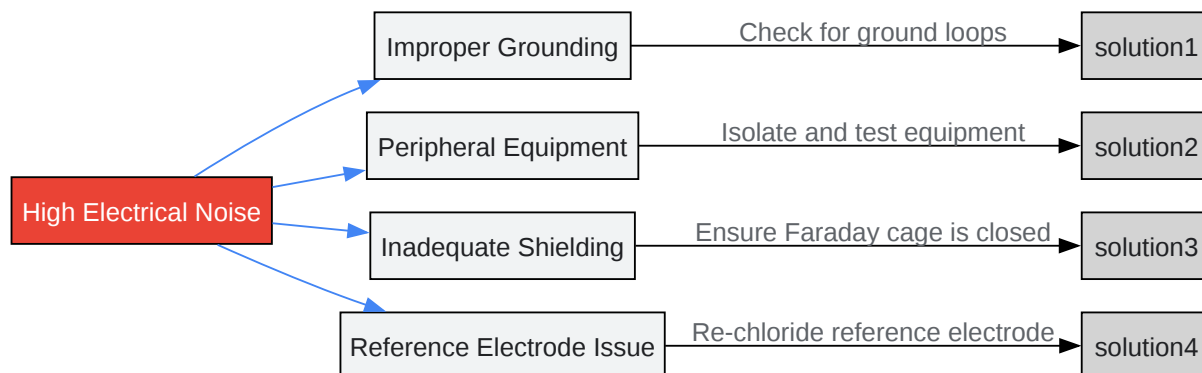 Improper Grounding
Check for ground loops
solution1
Peripheral Equipment
Isolate and test equipment
solution2
High Electrical Noise
Inadequate Shielding
Ensure Faraday cage is closed
solution3
Reference Electrode Issue
Re-chloride reference electrode
solution4